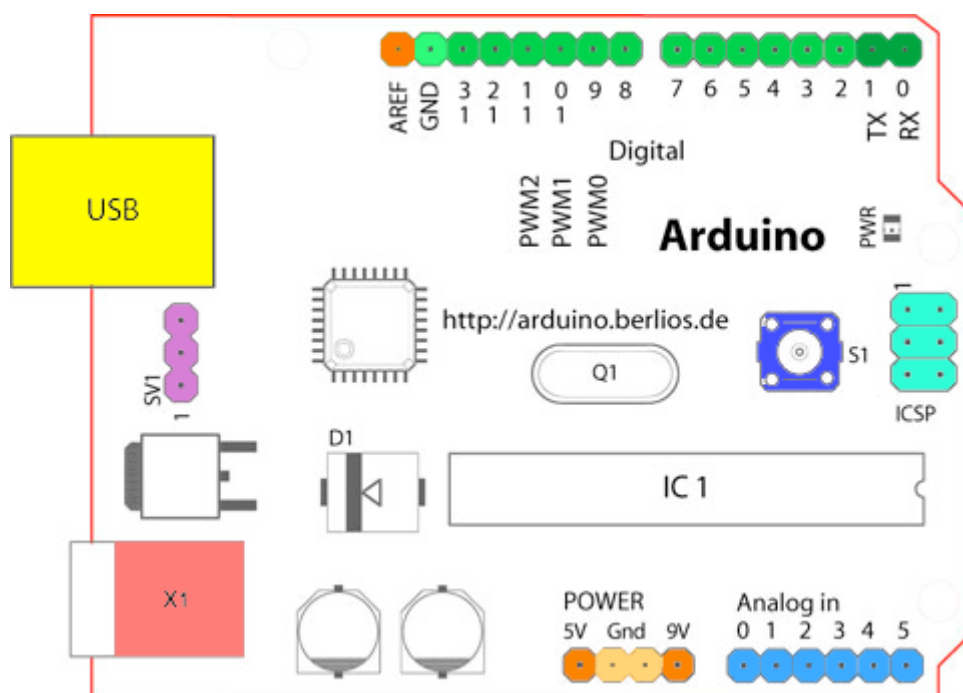 AREF GND 13 12 11 10 9 8 7 6 5 4 3 2 1 0
TX RX
Digital
PWM2 PWM1 PWM0
USB
Arduino
PWR
1
http://arduino.berlios.de
Q1
S1
SV1
1
ICSP
D1
IC 1
X1
POWER
5V Gnd 9V
Analog in
0 1 2 3 4 5